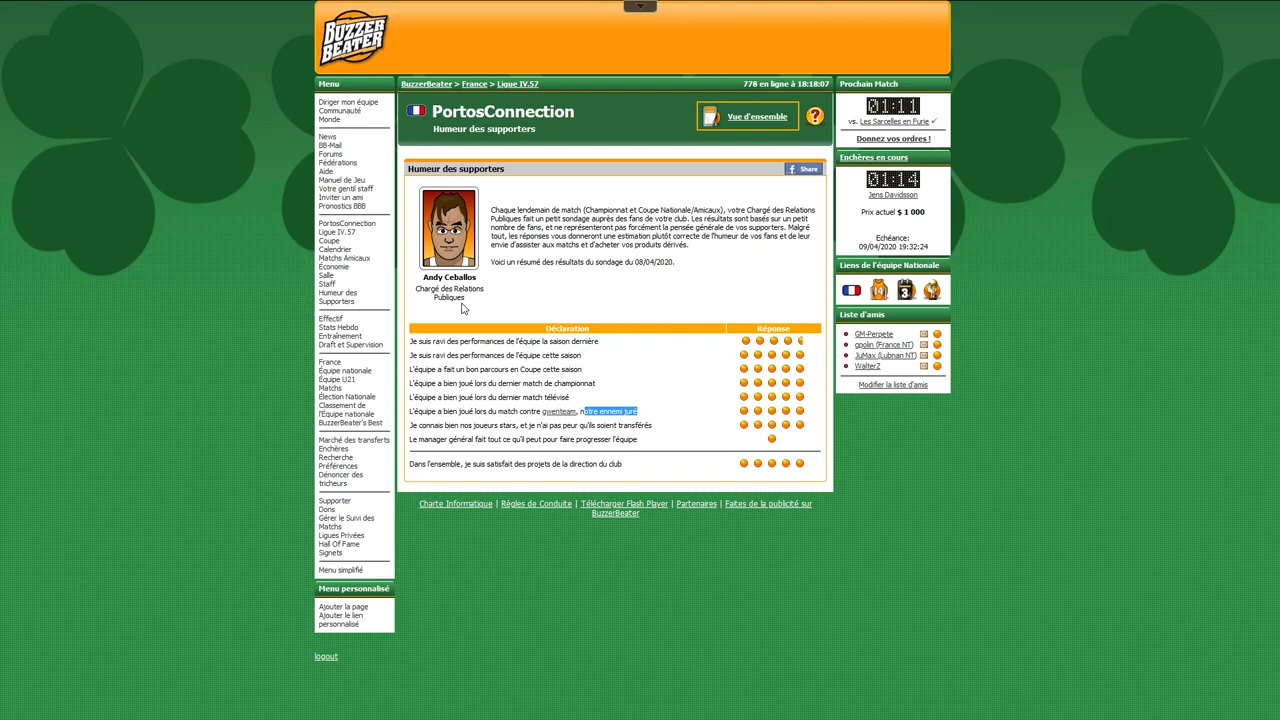 BUZZER
BEATER
Menu
Diriger mon équipe
Communauté
Monde
News
BB-Mail
Forums
Fédérations
Aide
Manuel de Jeu
Votre gentil staff
Inviter un ami
Pronostics BBB
PortosConnection
Ligue IV.57
Coupe
Calendrier
Matchs Amicaux
Économie
Salle
Staff
Humeur des
Supporters
Effectif
Stats Hebdo
Entraînement
Draft et Supervision
France
Équipe nationale
Équipe U21
Matchs
Élection Nationale
Classement de
l'Équipe nationale
BuzzerBeater's Best
Marché des transferts
Enchères
Recherche
Préférences
Dénoncer des
tricheurs
Supporter
Dons
Gérer le Suivi des
Matchs
Ligues Privées
Hall Of Fame
Signets
Menu simplifié
Menu personnalisé
Ajouter la page
Ajouter le lien
personnalisé
logout
BuzzerBeater > France > Ligue IV.57
778 en ligne à 18:18:07
PortosConnection
Humeur des supporters
Vue d'ensemble
?
Humeur des supporters
f Share
Chaque lendemain de match (Championnat et Coupe Nationale/Amicaux), votre Chargé des Relations
Publiques fait un petit sondage auprès des fans de votre club. Les résultats sont basés sur un petit
nombre de fans, et ne représentent pas forcément la pensée générale de vos supporters. Malgré
tout, les réponses vous donneront une estimation plutôt correcte de l'humeur de vos fans et de leur
envie d'assister aux matchs et d'acheter vos produits dérivés.
Voici un résumé des résultats du sondage du 08/04/2020.
Andy Ceballos
Chargé des Relations
Publiques
Déclaration
Réponse
Je suis ravi des performances de l'équipe la saison dernière
Je suis ravi des performances de l'équipe cette saison
L'équipe a fait un bon parcours en Coupe cette saison
L'équipe a bien joué lors du dernier match de championnat
L'équipe a bien joué lors du dernier match télévisé
L'équipe a bien joué lors du match contre gwenteam, notre ennemi juré
Je connais bien nos joueurs stars, et je n'ai pas peur qu'ils soient transférés
Le manager général fait tout ce qu'il peut pour faire progresser l'équipe
Dans l'ensemble, je suis satisfait des projets de la direction du club
Charte Informatique | Règles de Conduite | Télécharger Flash Player | Partenaires | Faites de la publicité sur
BuzzerBeater
Prochain Match
01:11
vs. Les Sarcelles en Furie
Donnez vos ordres !
Enchères en cours
01:14
Jens Davidsson
Prix actuel $ 1 000
Echéance:
09/04/2020 19:32:24
Liens de l'équipe Nationale
14
3
Liste d'amis
GM-Perpete
gpolin (France NT)
JuMax (Lubnan NT)
WalterZ
Modifier la liste d'amis